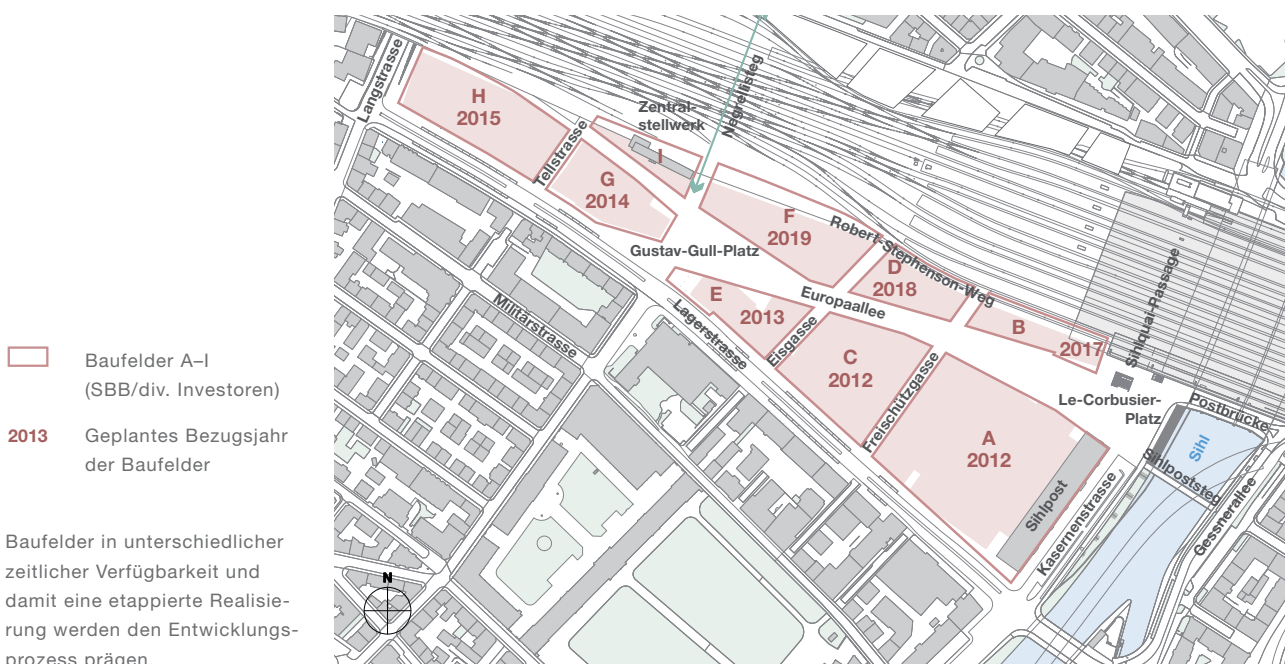 Baufelder A–I
(SBB/div. Investoren)
2013 Geplantes Bezugsjahr
der Baufelder
Baufelder in unterschiedlicher
zeitlicher Verfügbarkeit und
damit eine etappierte Realisie-
rung werden den Entwicklungs-
prozess prägen.
Langstrasse
H
2015
Tellstrasse
Zentral-
stellwerk
Negrellisteg
I
G
2014
F
2019
Gustav-Gull-Platz
Robert-Stephenson-Weg
D
2018
E
2013
Europaallee
B
2017
Sihlquai-Passage
Militärstrasse
Lagerstrasse
Eisgasse
C
2012
Freischützgasse
A
2012
Le-Corbusier-
Platz
Postbrücke
Sihl
Sihlpoststeg
Sihlpost
Kasernenstrasse
Gessnerallee
N